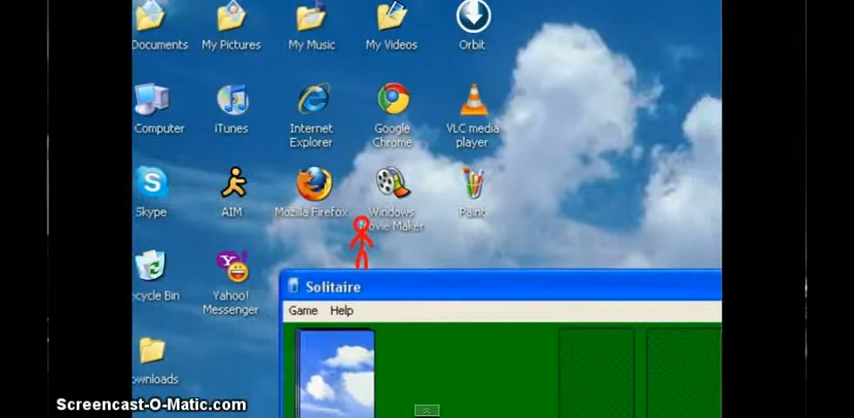 Documents My Pictures My Music My Videos Orbit
Computer iTunes Internet Explorer Google Chrome VLC media player
Skype AIM Mozilla Firefox Windows Movie Maker Paint
ecycle Bin Yahoo! Messenger
Solitaire
Game Help
ownloads
Screencast-O-Matic.com